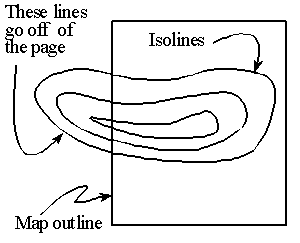 These lines
go off of
the page
Isolines
Map outline